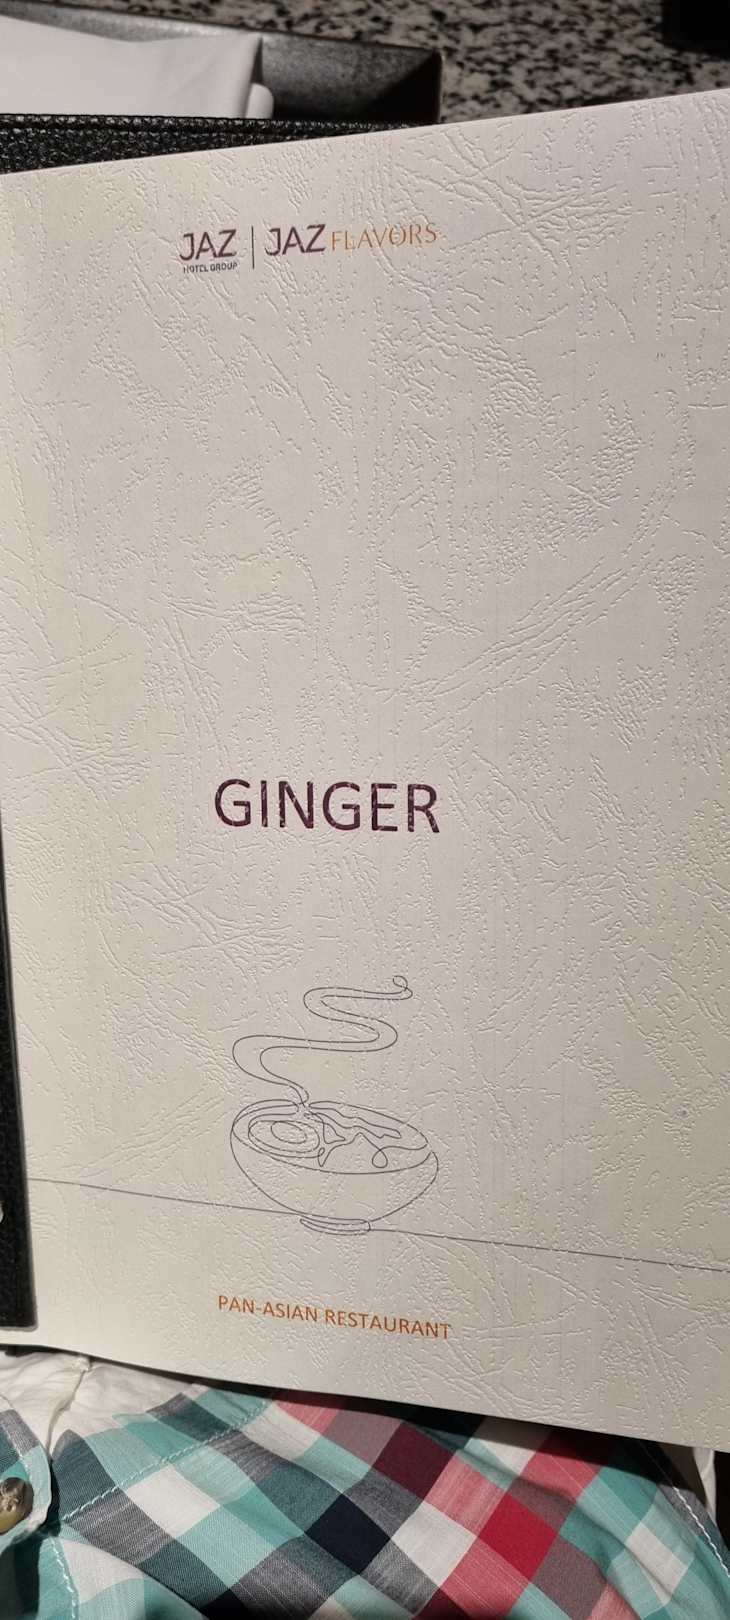 JAZ | JAZ FLAVORS
HOTEL GROUP
GINGER
PAN-ASIAN RESTAURANT